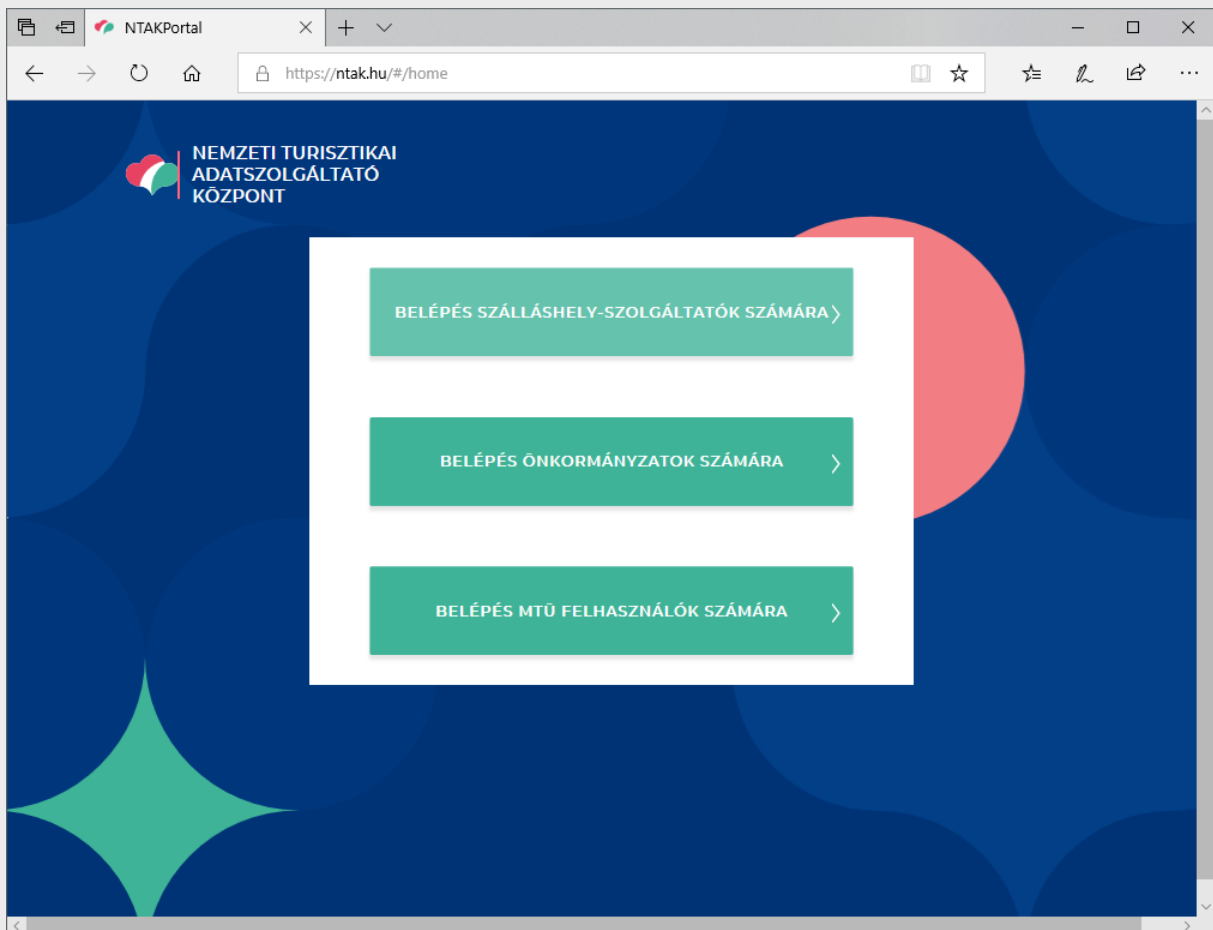 NTAKPortal
https://ntak.hu/#/home
NEMZETI TURISZTIKAI
ADATSZOLGÁLTATÓ
KÖZPONT
BELÉPÉS SZÁLLÁSHELY-SZOLGÁLTATÓK SZÁMÁRA
BELÉPÉS ÖNKORMÁNYZATOK SZÁMÁRA
BELÉPÉS MTÜ FELHASZNÁLÓK SZÁMÁRA